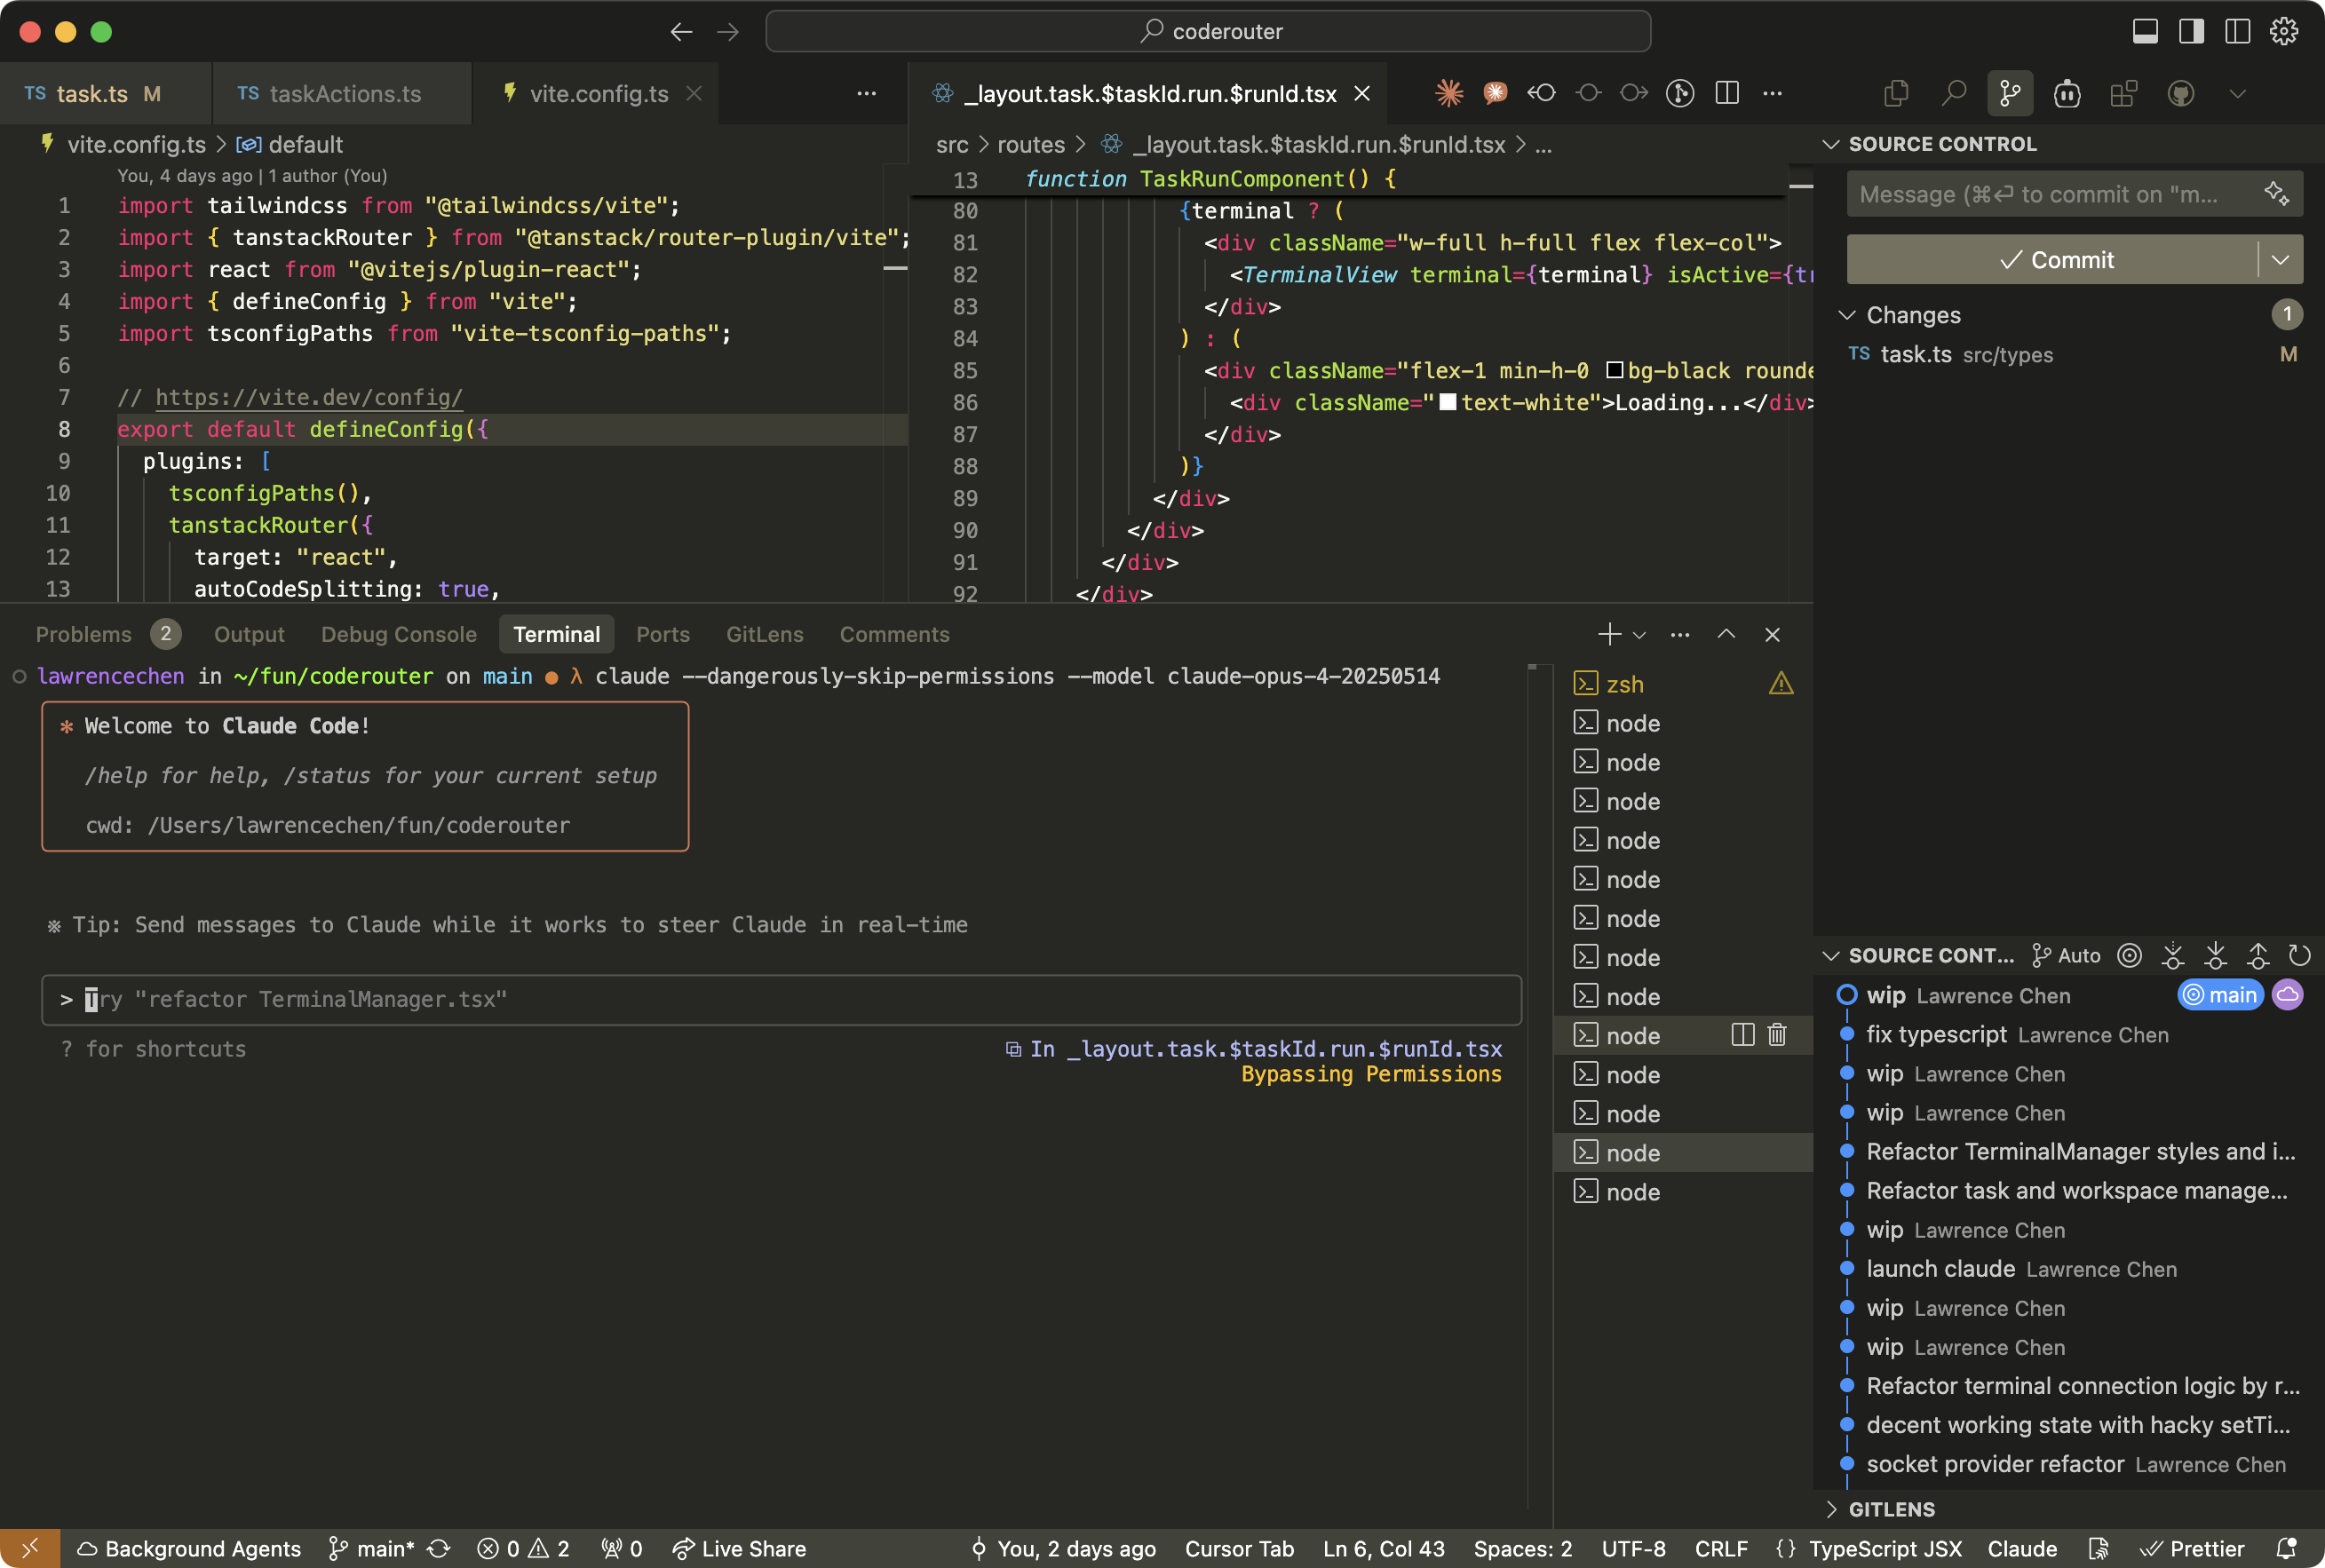 coderouter
TS task.ts M
TS taskActions.ts
vite.config.ts
_layout.task.$taskId.run.$runId.tsx
vite.config.ts > default
You, 4 days ago | 1 author (You)
1 import tailwindcss from "@tailwindcss/vite";
2 import { tanstackRouter } from "@tanstack/router-plugin/vite";
3 import react from "@vitejs/plugin-react";
4 import { defineConfig } from "vite";
5 import tsconfigPaths from "vite-tsconfig-paths";
6
7 // https://vite.dev/config/
8 export default defineConfig({
9 plugins: [
10 tsconfigPaths(),
11 tanstackRouter({
12 target: "react",
13 autoCodeSplitting: true,
src > routes > _layout.task.$taskId.run.$runId.tsx > ...
13 function TaskRunComponent() {
80 {terminal ? (
81 <div className="w-full h-full flex flex-col">
82 <TerminalView terminal={terminal} isActive={tr
83 </div>
84 ) : (
85 <div className="flex-1 min-h-0 bg-black rounde
86 <div className="text-white">Loading...</div>
87 </div>
88 )}
89 </div>
90 </div>
91 </div>
92 </div>
SOURCE CONTROL
Message (⌘⏎ to commit on "m...
Commit
Changes 1
TS task.ts src/types M
Problems 2 Output Debug Console Terminal Ports GitLens Comments
lawrencechen in ~/fun/coderouter on main ● λ claude --dangerously-skip-permissions --model claude-opus-4-20250514
✻ Welcome to Claude Code!
/help for help, /status for your current setup
cwd: /Users/lawrencechen/fun/coderouter
※ Tip: Send messages to Claude while it works to steer Claude in real-time
> Try "refactor TerminalManager.tsx"
? for shortcuts
⧉ In _layout.task.$taskId.run.$runId.tsx
Bypassing Permissions
zsh
node
node
node
node
node
node
node
node
node
node
node
node
node
SOURCE CONT... Auto
wip Lawrence Chen main
fix typescript Lawrence Chen
wip Lawrence Chen
wip Lawrence Chen
Refactor TerminalManager styles and i...
Refactor task and workspace manage...
wip Lawrence Chen
launch claude Lawrence Chen
wip Lawrence Chen
wip Lawrence Chen
Refactor terminal connection logic by r...
decent working state with hacky setTi...
socket provider refactor Lawrence Chen
GITLENS
Background Agents main* 0 2 0 Live Share You, 2 days ago Cursor Tab Ln 6, Col 43 Spaces: 2 UTF-8 CRLF {} TypeScript JSX Claude Prettier